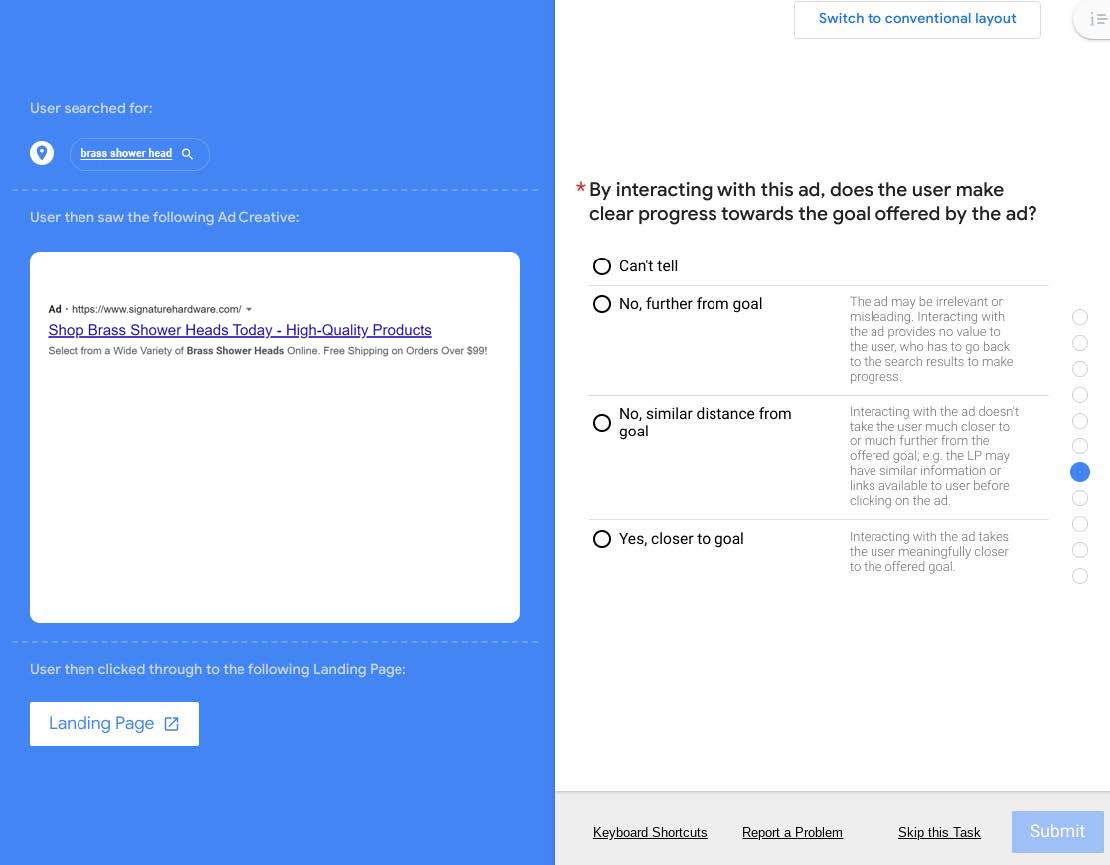 Switch to conventional layout
User searched for:
brass shower head
User then saw the following Ad Creative:
Ad · https://www.signaturehardware.com/
Shop Brass Shower Heads Today - High-Quality Products
Select from a Wide Variety of Brass Shower Heads Online. Free Shipping on Orders Over $99!
User then clicked through to the following Landing Page:
Landing Page
* By interacting with this ad, does the user make
clear progress towards the goal offered by the ad?
Can't tell
No, further from goal
The ad may be irrelevant or
misleading. Interacting with
the ad provides no value to
the user, who has to go back
to the search results to make
progress.
No, similar distance from
goal
Interacting with the ad doesn't
take the user much closer to
or much further from the
offered goal; e.g. the LP may
have similar information or
links available to user before
clicking on the ad.
Yes, closer to goal
Interacting with the ad takes
the user meaningfully closer
to the offered goal.
Keyboard Shortcuts
Report a Problem
Skip this Task
Submit